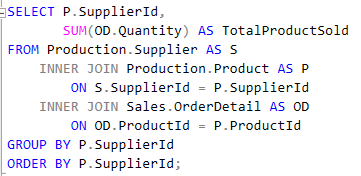 SELECT P.SupplierId,
SUM(OD.Quantity) AS TotalProductSold
FROM Production.Supplier AS S
INNER JOIN Production.Product AS P
ON S.SupplierId = P.SupplierId
INNER JOIN Sales.OrderDetail AS OD
ON OD.ProductId = P.ProductId
GROUP BY P.SupplierId
ORDER BY P.SupplierId;